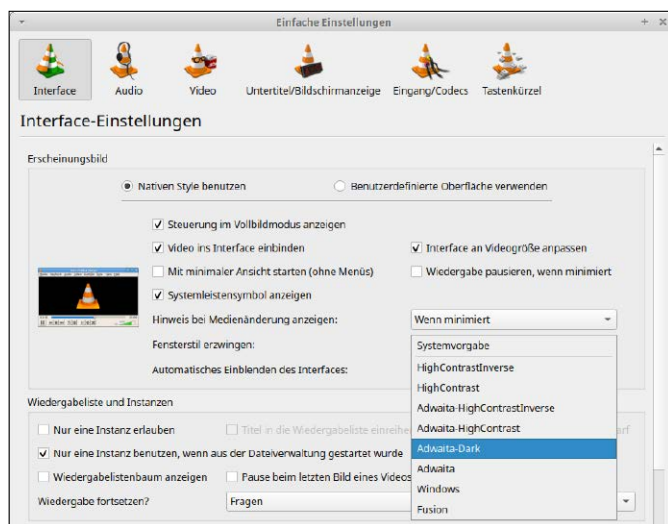 Einfache Einstellungen
Interface Audio Video Untertitel/Bildschirmanzeige Eingang/Codecs Tastenkürzel
Interface-Einstellungen
Erscheinungsbild
Nativen Style benutzen Benutzerdefinierte Oberfläche verwenden
Steuerung im Vollbildmodus anzeigen
Video ins Interface einbinden Interface an Videogröße anpassen
Mit minimaler Ansicht starten (ohne Menüs) Wiedergabe pausieren, wenn minimiert
Systemleistensymbol anzeigen
Hinweis bei Medienänderung anzeigen: Wenn minimiert
Fensterstil erzwingen: Systemvorgabe
HighContrastInverse
Automatisches Einblenden des Interfaces: HighContrast
Wiedergabeliste und Instanzen Adwaita-HighContrastInverse
Nur eine Instanz erlauben Titel in die Wiedergabeliste einreihen Adwaita-HighContrast
Nur eine Instanz benutzen, wenn aus der Dateiverwaltung gestartet wurde Adwaita-Dark
Wiedergabelistenbaum anzeigen Pause beim letzten Bild eines Videos Adwaita
Windows
Wiedergabe fortsetzen? Fragen Fusion